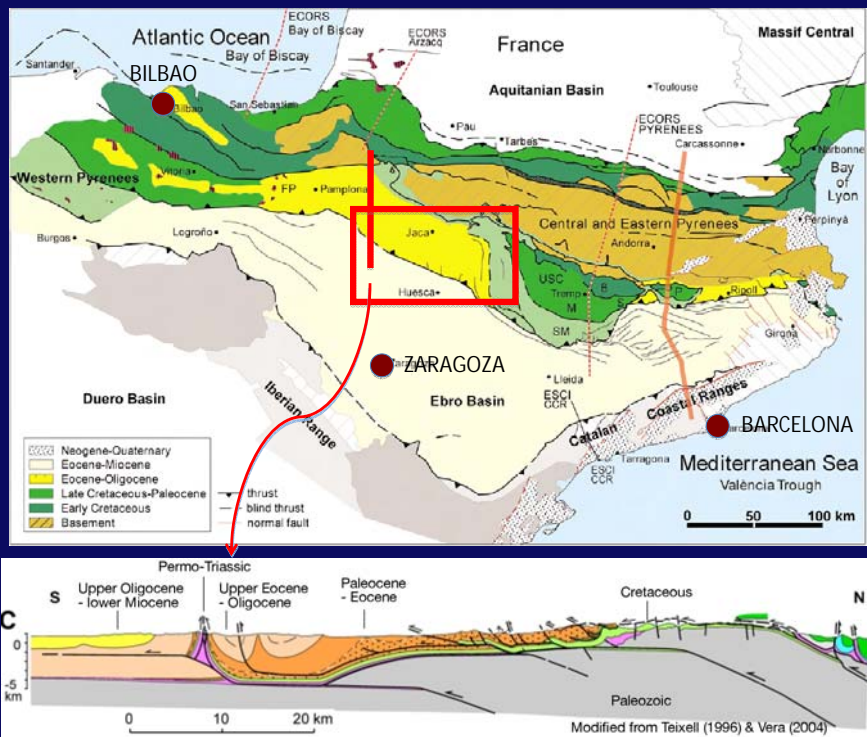 ECORS
Bay of Biscay
ECORS
Arzacq
Massif Central
Atlantic Ocean
Bay of Biscay
France
Santander
BILBAO
Bilbao
San Sebastian
Aquitanian Basin
Toulouse
ECORS
PYRENEES
Carcassonne
Narbonne
Pau
Tarbes
Bay
of
Lyon
Western Pyrenees
Vitoria
FP
Pamplona
Central and Eastern Pyrenees
Perpinyà
Andorra
Burgos
Logroño
Jaca
USC
Tremp
B
M
S
P
Ripoll
Huesca
SM
Girona
ZARAGOZA
Lleida
Duero Basin
Iberian Range
Ebro Basin
ESCI
CCR
Catalan
Coastal Ranges
BARCELONA
ESCI
CCR
Tarragona
Mediterranean Sea
València Trough
Neogene-Quaternary
Eocene-Miocene
Eocene-Oligocene
Late Cretaceous-Paleocene
Early Cretaceous
Basement
thrust
blind thrust
normal fault
0 50 100 km
C
S
Permo-Triassic
Upper Oligocene
- lower Miocene
Upper Eocene
- Oligocene
Paleocene
- Eocene
Cretaceous
N
0
-5
km
Paleozoic
0 10 20 km
Modified from Teixell (1996) & Vera (2004)